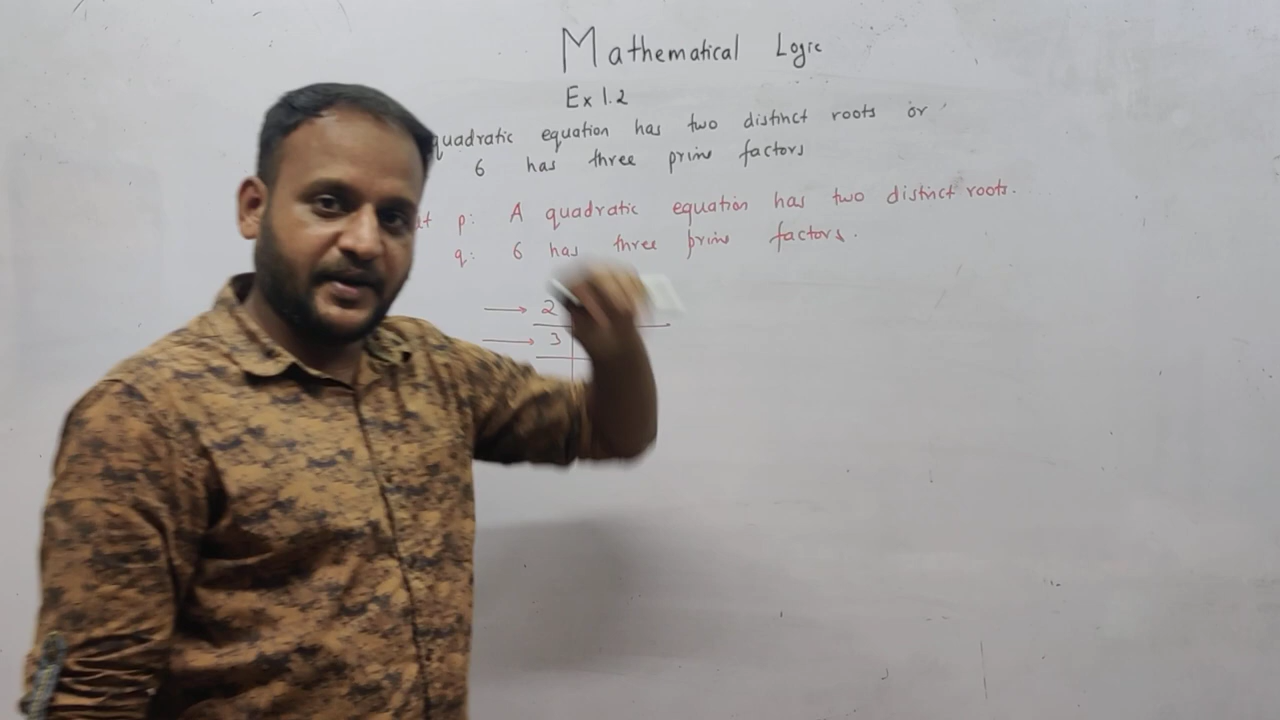 Mathematical Logic
Ex 1.2
quadratic equation has two distinct roots or
6 has three prime factors
p: A quadratic equation has two distinct roots.
q: 6 has three prime factors.
→ 2
→ 3